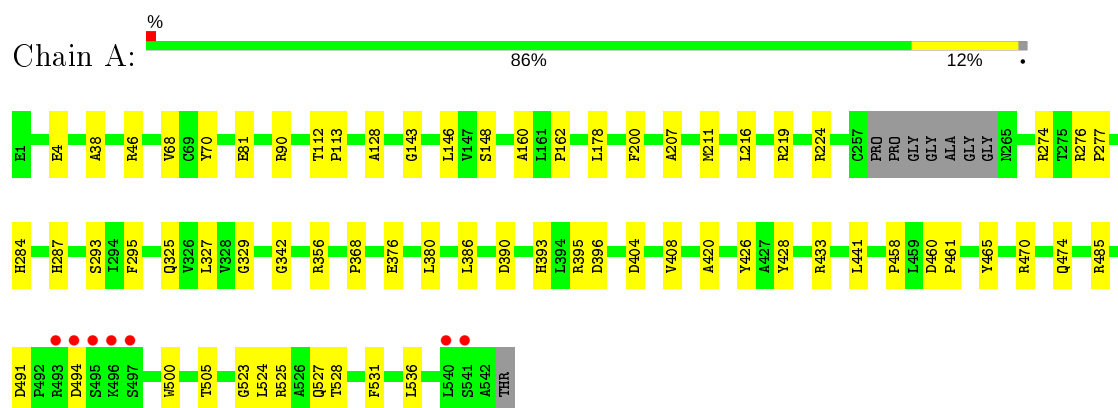 %
Chain A:
86% 12% •
E1 E4 A38 R46 V68 C69 Y70 E81 R90 T112 P113 A128 G143 L146 V147 S148 A160 L161 P162 L178 F200 A207 M211 L216 R219 R224 C257 PRO PRO GLY GLY ALA GLY GLY N265 R274 T275 R276 P277
H284 H287 S293 I294 F295 Q325 V326 L327 V328 G329 G342 R356 P368 E376 L380 L386 D390 H393 L394 R395 D396 D404 V408 A420 Y426 A427 Y428 R433 L441 P458 L459 D460 P461 Y465 R470 Q474 R485
D491 P492 R493 D494 S495 K496 S497 W500 T505 G523 L524 R525 A526 Q527 T528 F531 L536 L540 S541 A542 THR